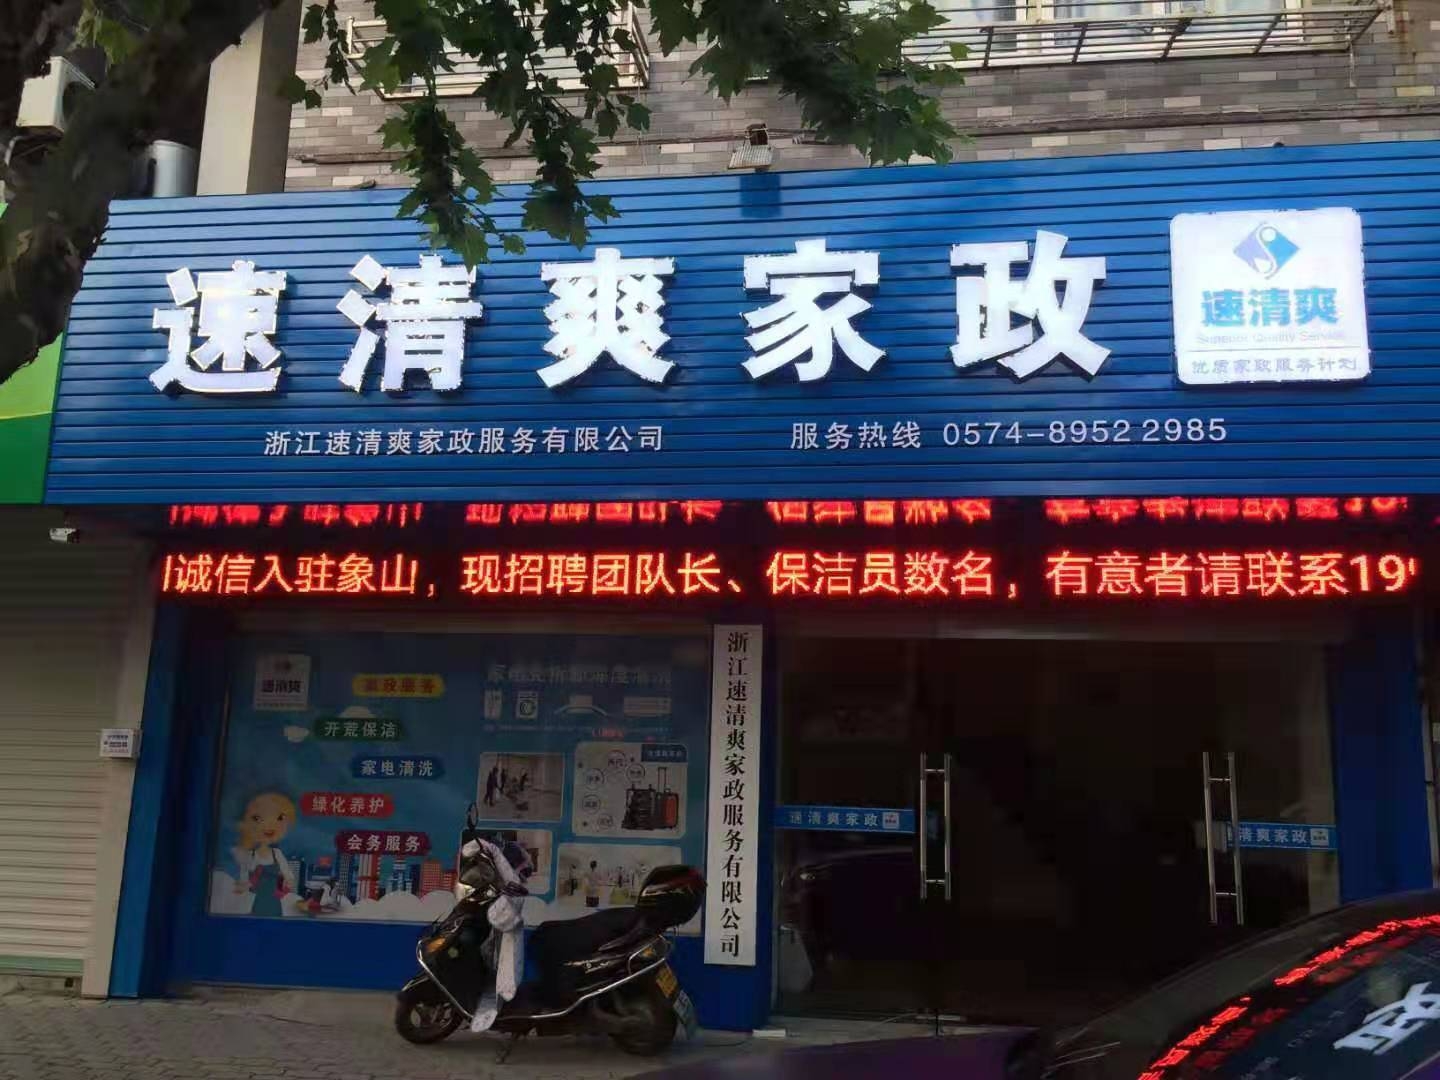 速清爽家政
速清爽
Superior Quality Service
优质家政服务计划
浙江速清爽家政服务有限公司
服务热线 0574-8952 2985
诚信入驻象山，现招聘团队长、保洁员数名，有意者请联系19
速清爽
家政服务
开荒保洁
家电清洗
绿化养护
会务服务
浙江速清爽家政服务有限公司
速清爽家政
清爽家政